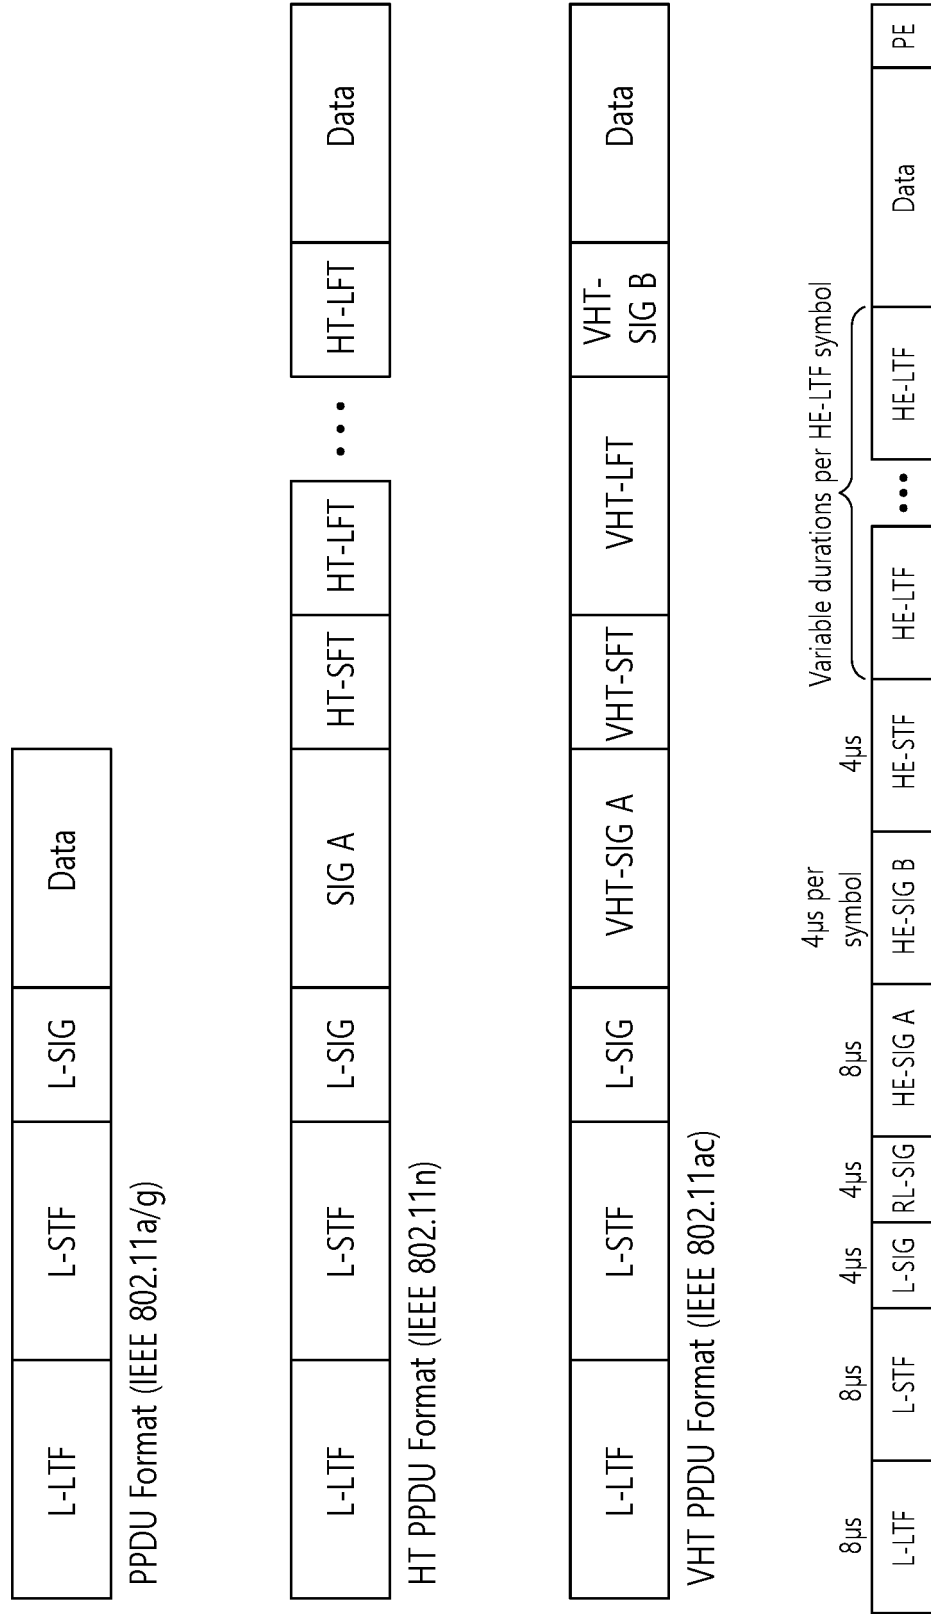 L-LTF L-STF L-SIG Data
PPDU Format (IEEE 802.11a/g)
L-LTF L-STF L-SIG SIG A HT-SFT HT-LFT ••• HT-LFT Data
HT PPDU Format (IEEE 802.11n)
L-LTF L-STF L-SIG VHT-SIG A VHT-SFT VHT-LFT VHT-
SIG B Data
VHT PPDU Format (IEEE 802.11ac)
Variable durations per HE-LTF symbol
8µs 8µs 4µs 4µs 8µs 4µs per
symbol 4µs
L-LTF L-STF L-SIG RL-SIG HE-SIG A HE-SIG B HE-STF HE-LTF ••• HE-LTF Data PE